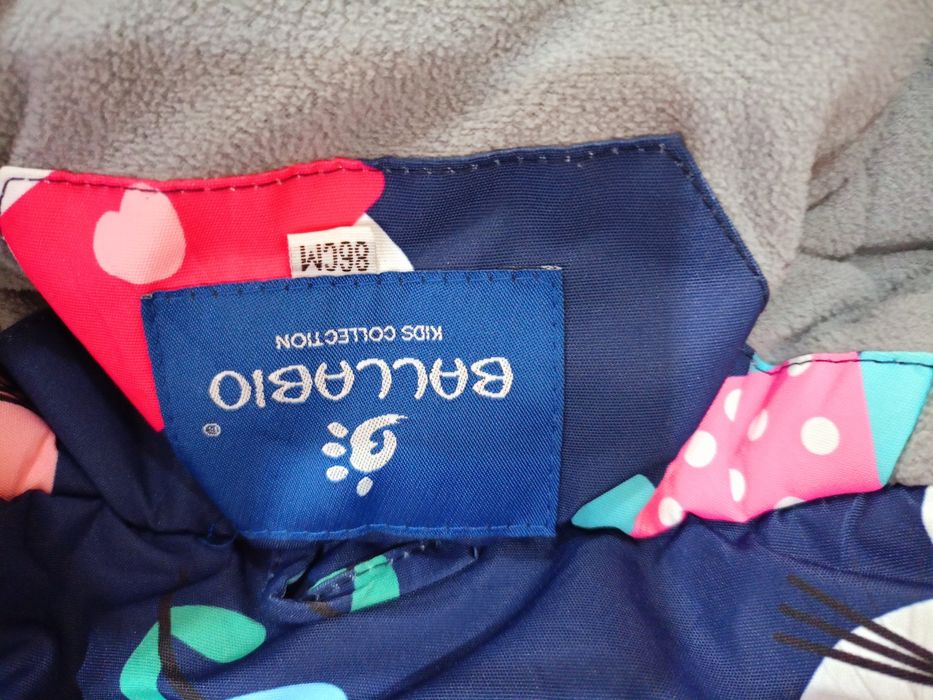 BALLABIO
®
KIDS COLLECTION
86CM